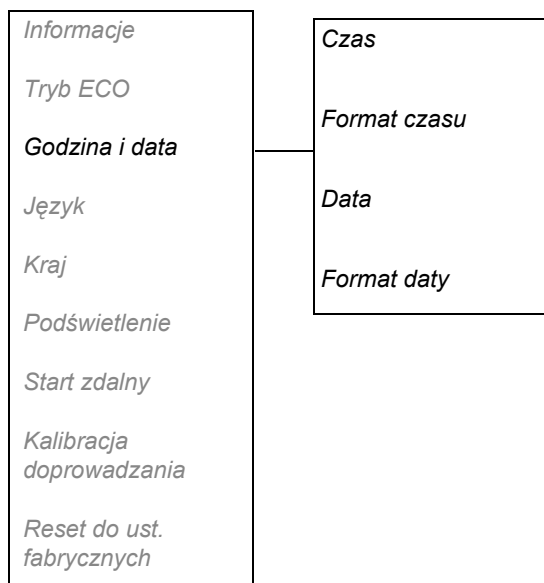 Informacje
Tryb ECO
Godzina i data
Język
Kraj
Podświetlenie
Start zdalny
Kalibracja
doprowadzania
Reset do ust.
fabrycznych
Czas
Format czasu
Data
Format daty